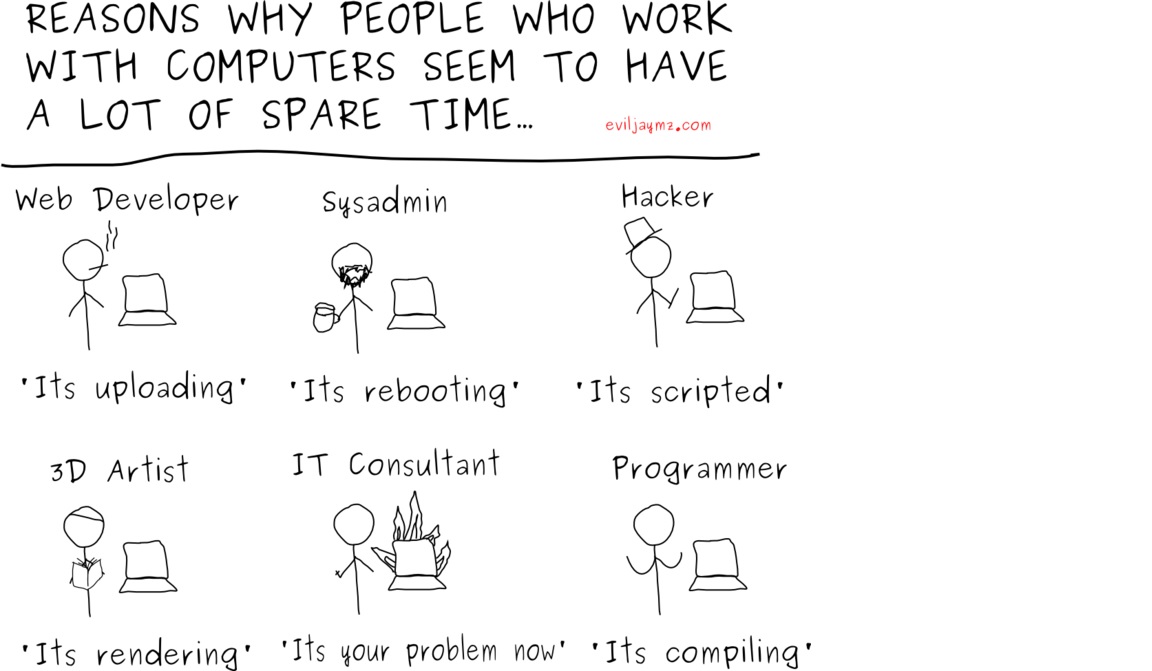 REASONS WHY PEOPLE WHO WORK
WITH COMPUTERS SEEM TO HAVE
A LOT OF SPARE TIME...
eviljaymz.com
Web Developer
Sysadmin
Hacker
'Its uploading'
'Its rebooting'
'Its scripted'
3D Artist
IT Consultant
Programmer
'Its rendering'
'Its your problem now'
'Its compiling'